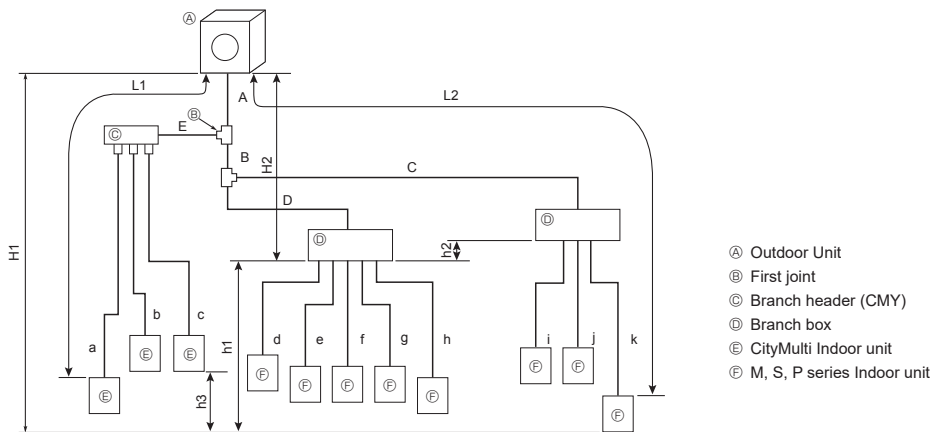 Ⓐ
L1
A
L2
Ⓑ
E
Ⓒ
B
H2
C
D
Ⓓ
Ⓓ
h2
H1
a
b
c
d
e
f
g
h
i
j
k
Ⓔ
Ⓔ
Ⓔ
Ⓕ
Ⓕ
Ⓕ
Ⓕ
Ⓕ
Ⓕ
Ⓕ
Ⓕ
h1
h3
Ⓐ Outdoor Unit
Ⓑ First joint
Ⓒ Branch header (CMY)
Ⓓ Branch box
Ⓔ CityMulti Indoor unit
Ⓕ M, S, P series Indoor unit